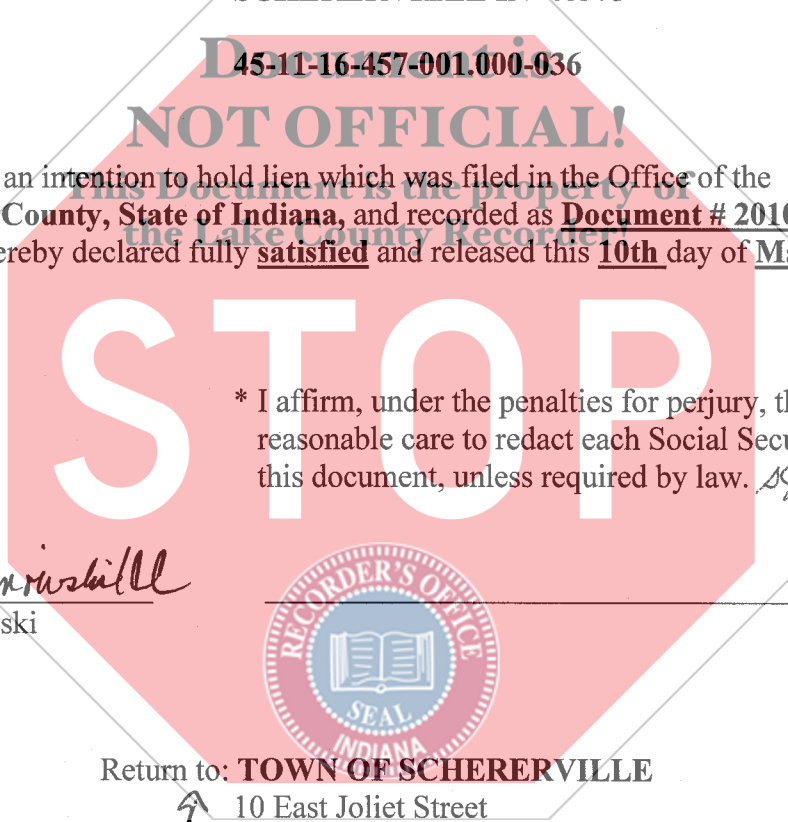 45-11-16-457-001.000-036
Document is
NOT OFFICIAL!
an intention to hold lien which was filed in the Office of the
This Document is the property of
County, State of Indiana, and recorded as Document # 201
the Lake County Recorder!
ereby declared fully satisfied and released this 10th day of Ma
STOP
* I affirm, under the penalties for perjury, th
reasonable care to redact each Social Secu
this document, unless required by law.
ski
RECORDER'S OFFICE
SEAL
INDIANA
Return to: TOWN OF SCHERERVILLE
10 East Joliet Street